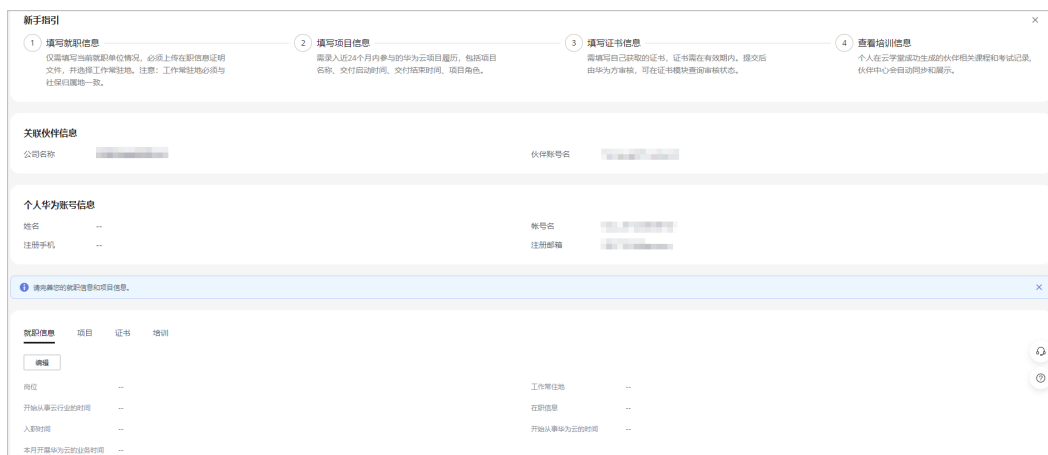 新手指引
1 填写就职信息
仅需填写当前就职单位情况，必须上传在职信息证明
文件，并选择工作常驻地。注意：工作常驻地必须与
社保归属地一致。
2 填写项目信息
需录入近24个月内参与的华为云项目履历，包括项目
名称、交付启动时间、交付结束时间、项目角色。
3 填写证书信息
需填写自己获取的证书，证书需在有效期内。提交后
由华为方审核，可在证书模块查询审核状态。
4 查看培训信息
个人在云学堂成功生成的伙伴相关课程和考试记录，
伙伴中心会自动同步和展示。
关联伙伴信息
公司名称
伙伴账号名
个人华为账号信息
姓名 --
帐号名
注册手机 --
注册邮箱
请完善您的就职信息和项目信息。
就职信息 项目 证书 培训
编辑
岗位 --
工作常住地 --
开始从事云行业的时间 --
在职信息 --
入职时间 --
开始从事华为云的时间 --
本月开展华为云的业务时间 --